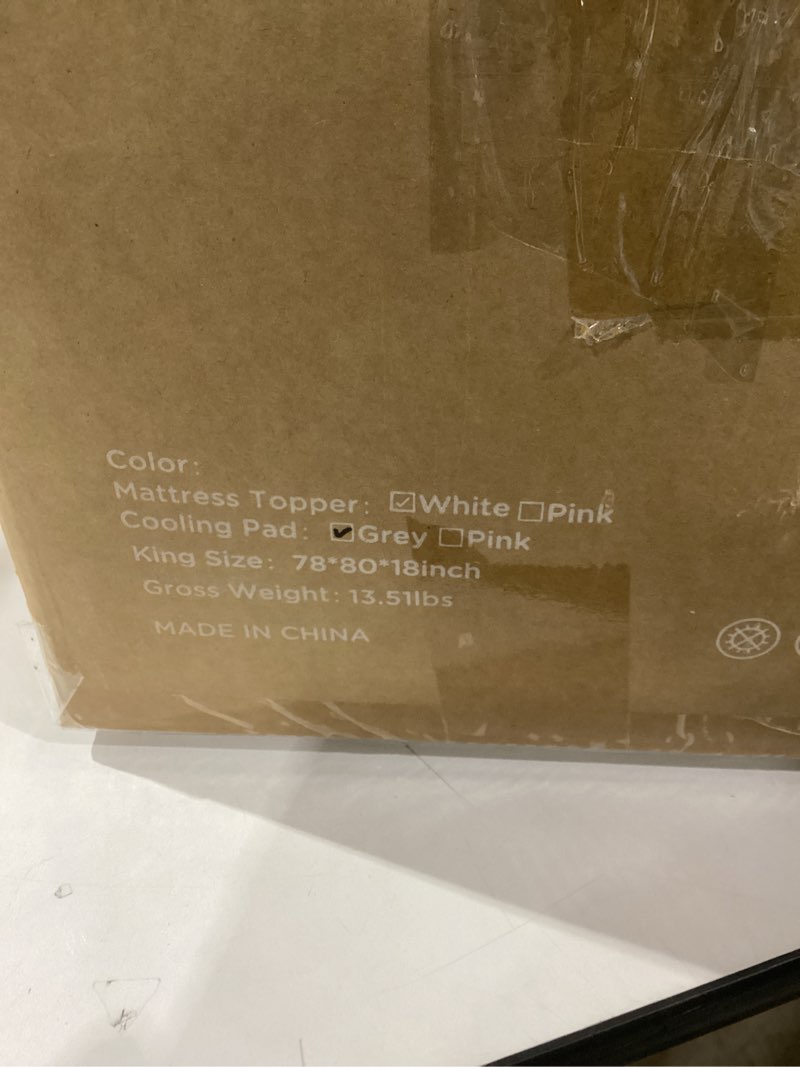 Color:
Mattress Topper: ☑White ☐Pink
Cooling Pad: ☑Grey ☐Pink
King Size: 78*80*18inch
Gross Weight: 13.51lbs
MADE IN CHINA